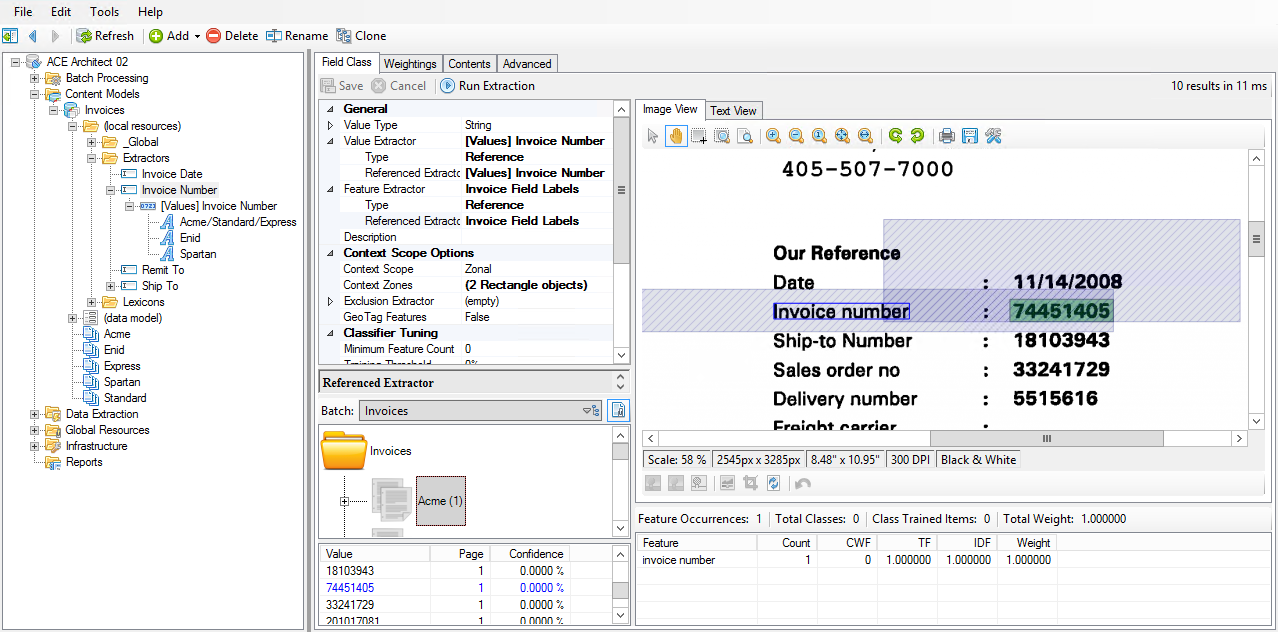 File Edit Tools Help
Refresh Add Delete Rename Clone
ACE Architect 02
Batch Processing
Content Models
Invoices
(local resources)
_Global
Extractors
Invoice Date
Invoice Number
[Values] Invoice Number
Acme/Standard/Express
Enid
Spartan
Remit To
Ship To
Lexicons
(data model)
Acme
Enid
Express
Spartan
Standard
Data Extraction
Global Resources
Infrastructure
Reports
Field Class Weightings Contents Advanced
Save Cancel Run Extraction 10 results in 11 ms
General
Value Type String
Value Extractor [Values] Invoice Number
Type Reference
Referenced Extractc [Values] Invoice Number
Feature Extractor Invoice Field Labels
Type Reference
Referenced Extractc Invoice Field Labels
Description
Context Scope Options
Context Scope Zonal
Context Zones (2 Rectangle objects)
Exclusion Extractor (empty)
GeoTag Features False
Classifier Tuning
Minimum Feature Count 0
Training Threshold 0%
Referenced Extractor
Batch: Invoices
Invoices
Acme (1)
Value Page Confidence
18103943 1 0.0000 %
74451405 1 0.0000 %
33241729 1 0.0000 %
201017081 1 0.0000 %
Image View Text View
405-507-7000
Our Reference
Date : 11/14/2008
Invoice number : 74451405
Ship-to Number : 18103943
Sales order no : 33241729
Delivery number : 5515616
Freight carrier
Scale: 58 % 2545px x 3285px 8.48" x 10.95" 300 DPI Black & White
Feature Occurrences: 1 Total Classes: 0 Class Trained Items: 0 Total Weight: 1.000000
Feature Count CWF TF IDF Weight
invoice number 1 0 1.000000 1.000000 1.000000